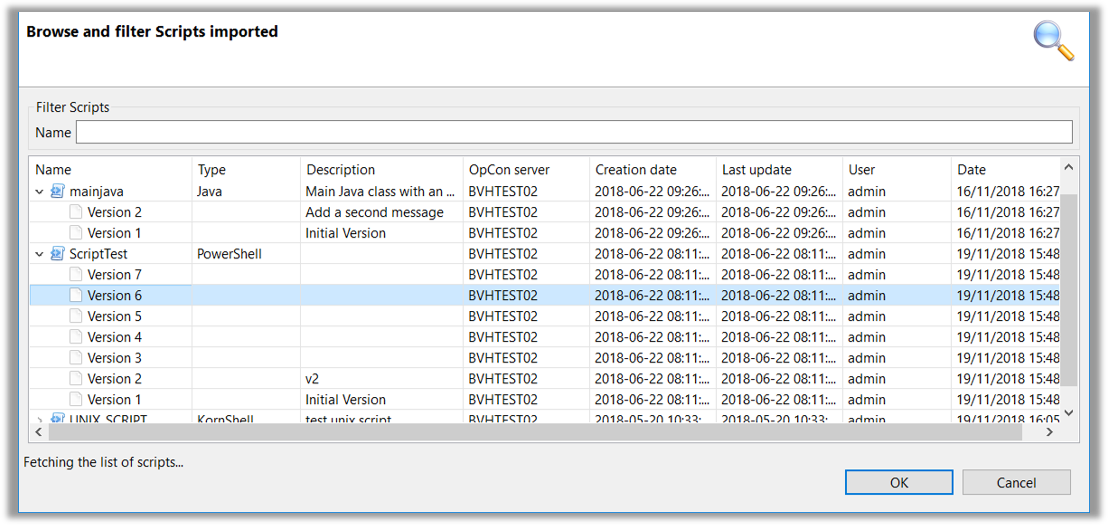 Browse and filter Scripts imported
Filter Scripts
Name
Name Type Description OpCon server Creation date Last update User Date
mainjava Java Main Java class with an ... BVHTEST02 2018-06-22 09:26:... 2018-06-22 09:26:... admin 16/11/2018 16:27
Version 2 Add a second message BVHTEST02 2018-06-22 09:26:... 2018-06-22 09:26:... admin 16/11/2018 16:27
Version 1 Initial Version BVHTEST02 2018-06-22 09:26:... 2018-06-22 09:26:... admin 16/11/2018 16:27
ScriptTest PowerShell BVHTEST02 2018-06-22 08:11:... 2018-06-22 08:11:... admin 19/11/2018 15:48
Version 7 BVHTEST02 2018-06-22 08:11:... 2018-06-22 08:11:... admin 19/11/2018 15:48
Version 6 BVHTEST02 2018-06-22 08:11:... 2018-06-22 08:11:... admin 19/11/2018 15:48
Version 5 BVHTEST02 2018-06-22 08:11:... 2018-06-22 08:11:... admin 19/11/2018 15:48
Version 4 BVHTEST02 2018-06-22 08:11:... 2018-06-22 08:11:... admin 19/11/2018 15:48
Version 3 BVHTEST02 2018-06-22 08:11:... 2018-06-22 08:11:... admin 19/11/2018 15:48
Version 2 v2 BVHTEST02 2018-06-22 08:11:... 2018-06-22 08:11:... admin 19/11/2018 15:48
Version 1 Initial Version BVHTEST02 2018-06-22 08:11:... 2018-06-22 08:11:... admin 19/11/2018 15:48
UNIX_SCRIPT KornShell test unix script BVHTEST02 2018-05-20 10:33:... 2018-05-20 10:33:... admin 19/11/2018 16:05
Fetching the list of scripts...
OK Cancel